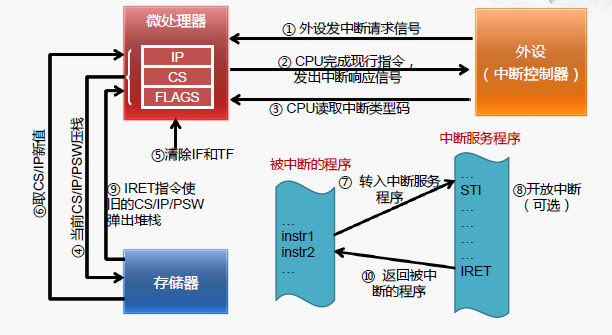 微处理器
IP
CS
FLAGS
① 外设发中断请求信号
② CPU完成现行指令，
发出中断响应信号
③ CPU读取中断类型码
外设
（中断控制器）
⑤清除IF和TF
⑥取CS/IP新值
④ 当前CS/IP/PSW压栈
⑨ IRET指令使
旧的CS/IP/PSW
弹出堆栈
存储器
被中断的程序
…
instr1
instr2
…
⑦ 转入中断服务
程序
⑩ 返回被中
断的程序
中断服务程序
…
STI
…
…
…
IRET
⑧开放中断
（可选）